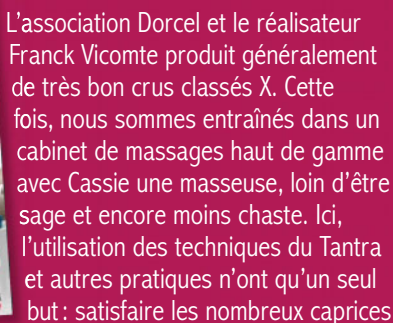 L'association Dorcel et le réalisateur
Franck Vicomte produit généralement
de très bon crus classés X. Cette
fois, nous sommes entraînés dans un
cabinet de massages haut de gamme
avec Cassie une masseuse, loin d'être
sage et encore moins chaste. Ici,
l'utilisation des techniques du Tantra
et autres pratiques n'ont qu'un seul
but : satisfaire les nombreux caprices